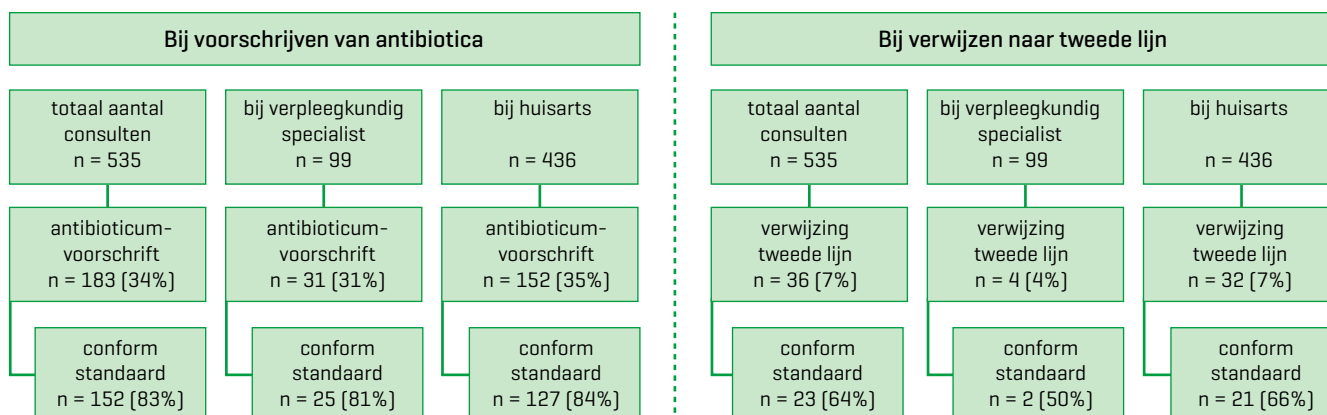 Bij voorschrijven van antibiotica
totaal aantal
consulten
n = 535
bij verpleegkundig
specialist
n = 99
bij huisarts
n = 436
antibioticum-
voorschrift
n = 183 (34%)
antibioticum-
voorschrift
n = 31 (31%)
antibioticum-
voorschrift
n = 152 (35%)
conform
standaard
n = 152 (83%)
conform
standaard
n = 25 (81%)
conform
standaard
n = 127 (84%)
Bij verwijzen naar tweede lijn
totaal aantal
consulten
n = 535
bij verpleegkundig
specialist
n = 99
bij huisarts
n = 436
verwijzing
tweede lijn
n = 36 (7%)
verwijzing
tweede lijn
n = 4 (4%)
verwijzing
tweede lijn
n = 32 (7%)
conform
standaard
n = 23 (64%)
conform
standaard
n = 2 (50%)
conform
standaard
n = 21 (66%)